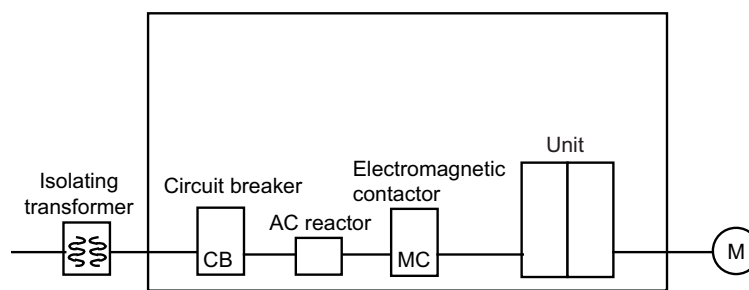 Isolating
transformer
Circuit breaker
CB
AC reactor
Electromagnetic
contactor
MC
Unit
M